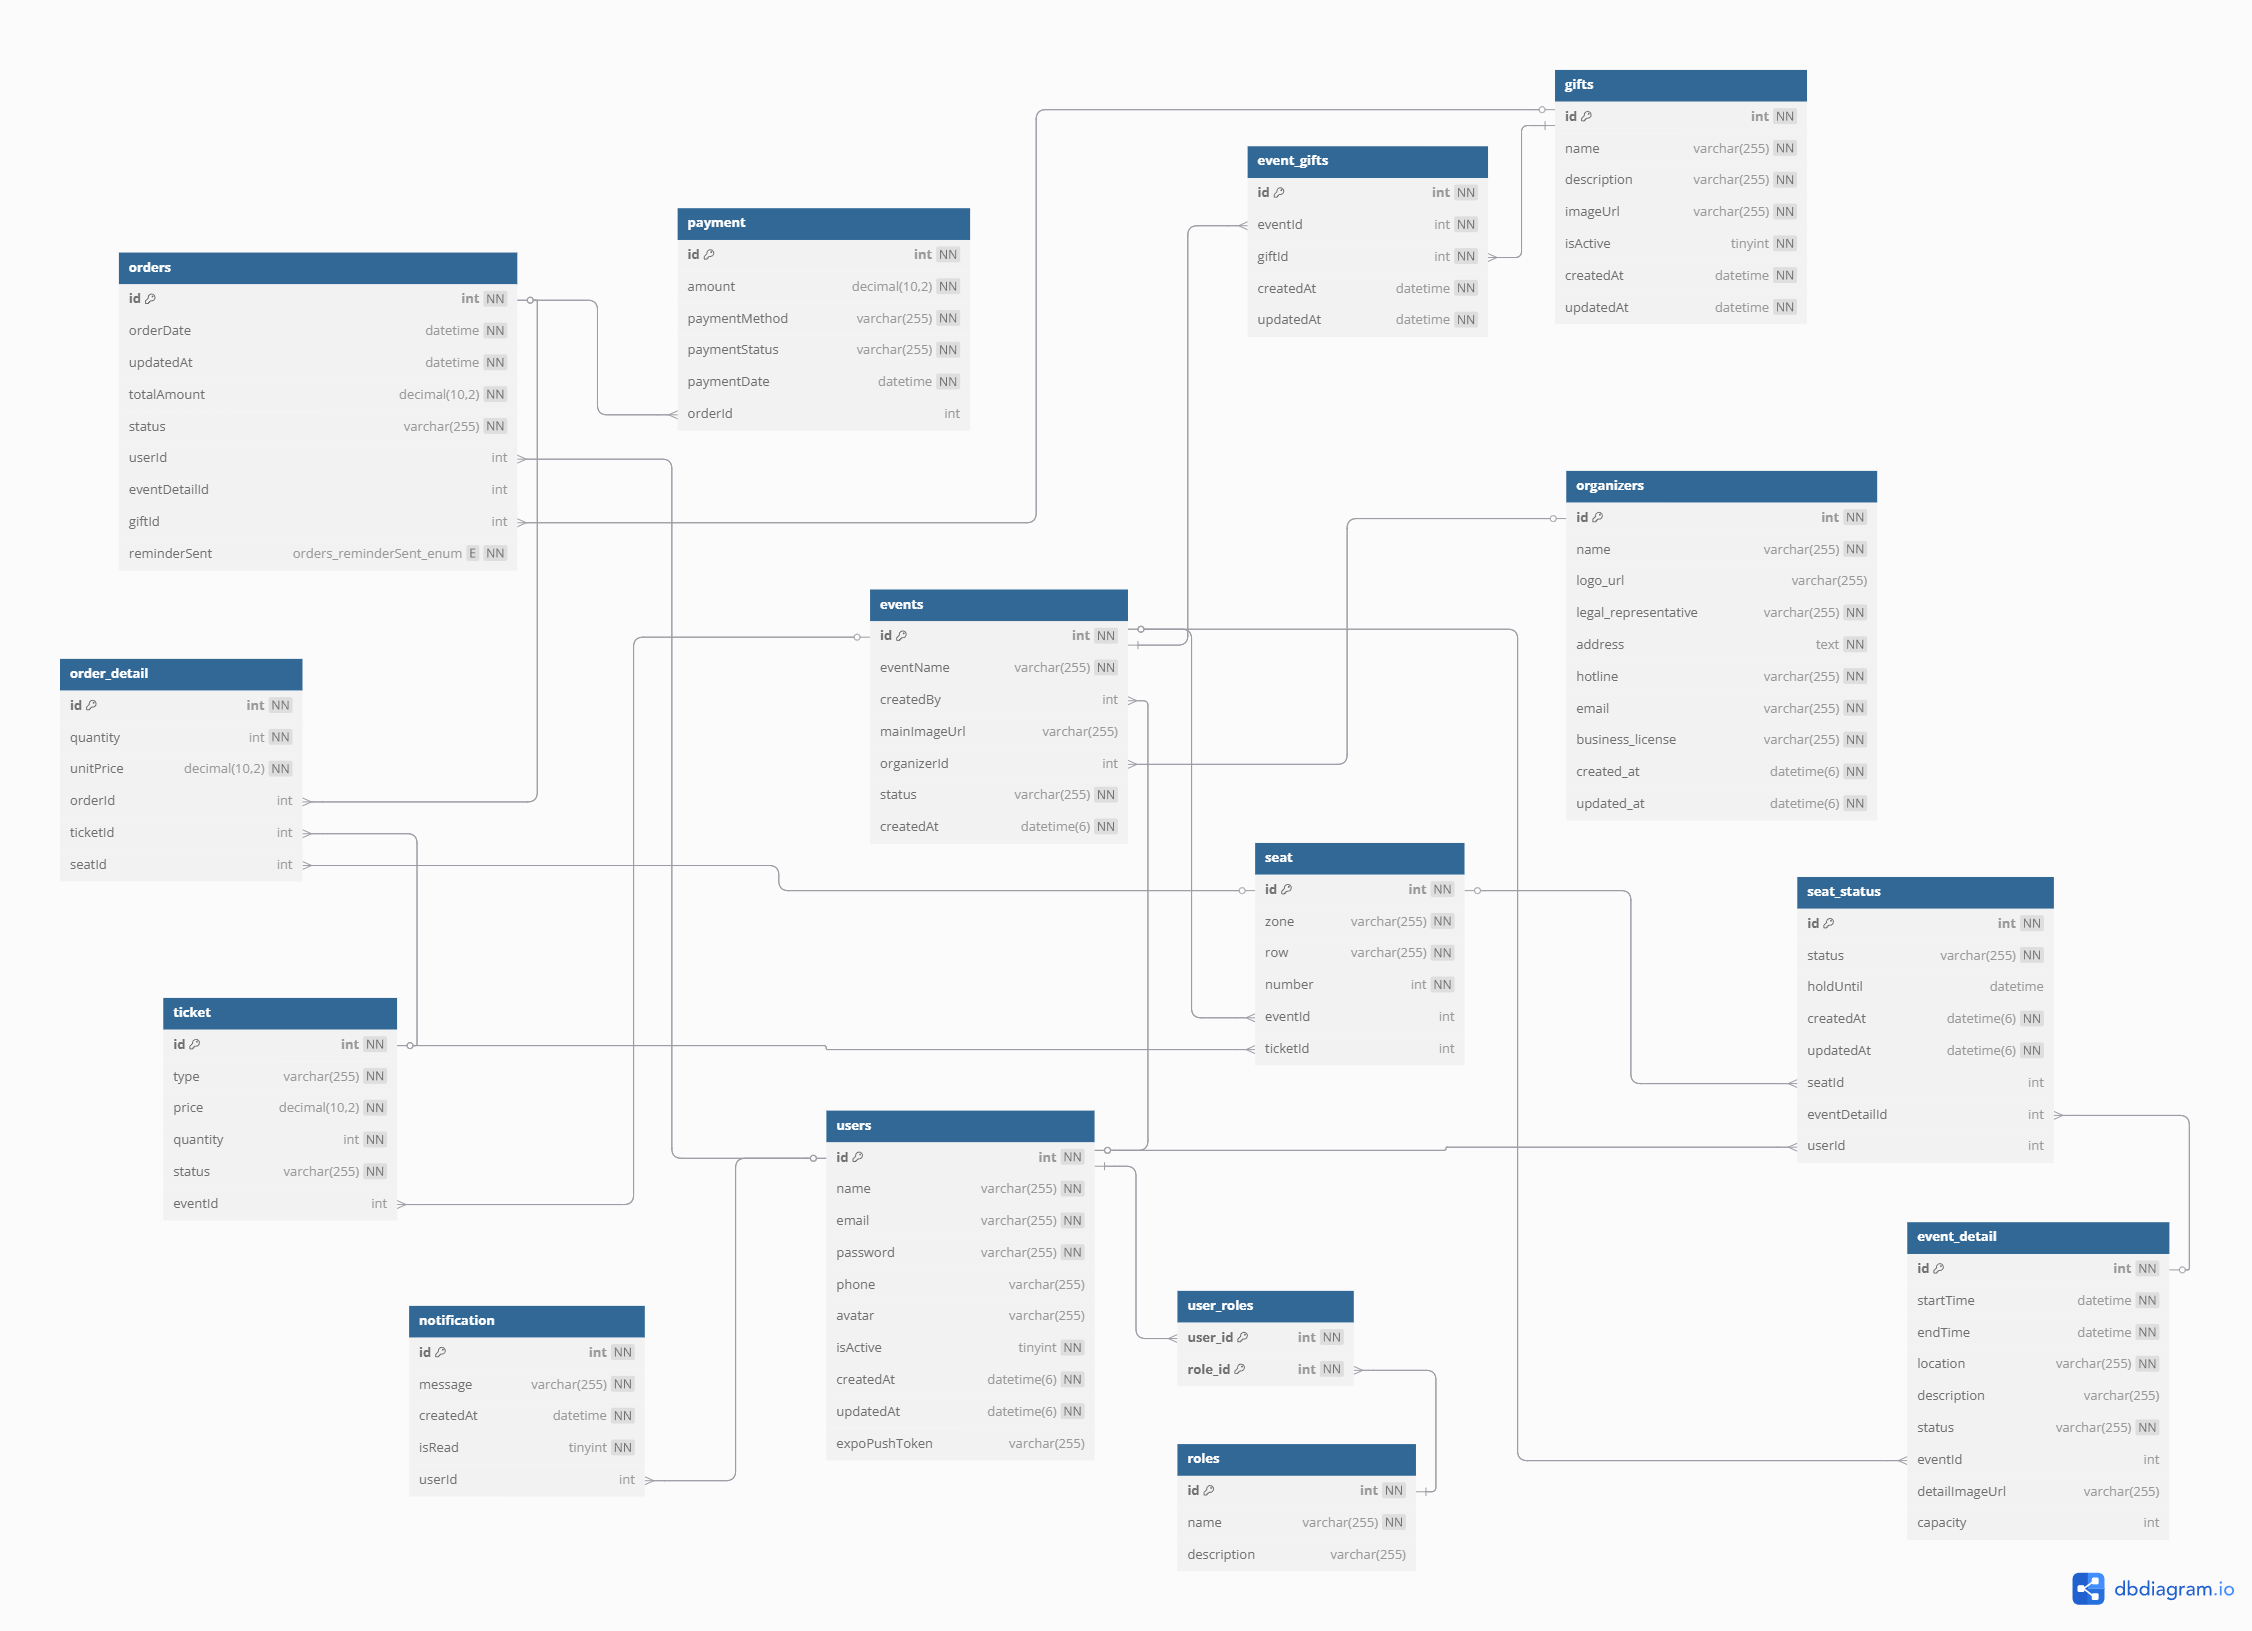 gifts
id int NN
name varchar(255) NN
description varchar(255) NN
imageUrl varchar(255) NN
isActive tinyint NN
createdAt datetime NN
updatedAt datetime NN
event_gifts
id int NN
eventId int NN
giftId int NN
createdAt datetime NN
updatedAt datetime NN
payment
id int NN
amount decimal(10,2) NN
paymentMethod varchar(255) NN
paymentStatus varchar(255) NN
paymentDate datetime NN
orderId int
orders
id int NN
orderDate datetime NN
updatedAt datetime NN
totalAmount decimal(10,2) NN
status varchar(255) NN
userId int
eventDetailId int
giftId int
reminderSent orders_reminderSent_enum E NN
organizers
id int NN
name varchar(255) NN
logo_url varchar(255)
legal_representative varchar(255) NN
address text NN
hotline varchar(255) NN
email varchar(255) NN
business_license varchar(255) NN
created_at datetime(6) NN
updated_at datetime(6) NN
events
id int NN
eventName varchar(255) NN
createdBy int
mainImageUrl varchar(255)
organizerId int
status varchar(255) NN
createdAt datetime(6) NN
order_detail
id int NN
quantity int NN
unitPrice decimal(10,2) NN
orderId int
ticketId int
seatId int
seat
id int NN
zone varchar(255) NN
row varchar(255) NN
number int NN
eventId int
ticketId int
seat_status
id int NN
status varchar(255) NN
holdUntil datetime
createdAt datetime(6) NN
updatedAt datetime(6) NN
seatId int
eventDetailId int
userId int
ticket
id int NN
type varchar(255) NN
price decimal(10,2) NN
quantity int NN
status varchar(255) NN
eventId int
users
id int NN
name varchar(255) NN
email varchar(255) NN
password varchar(255) NN
phone varchar(255)
avatar varchar(255)
isActive tinyint NN
createdAt datetime(6) NN
updatedAt datetime(6) NN
expoPushToken varchar(255)
event_detail
id int NN
startTime datetime NN
endTime datetime NN
location varchar(255) NN
description varchar(255)
status varchar(255) NN
eventId int
detailImageUrl varchar(255)
capacity int
notification
id int NN
message varchar(255) NN
createdAt datetime NN
isRead tinyint NN
userId int
user_roles
user_id int NN
role_id int NN
roles
id int NN
name varchar(255) NN
description varchar(255)
dbdiagram.io